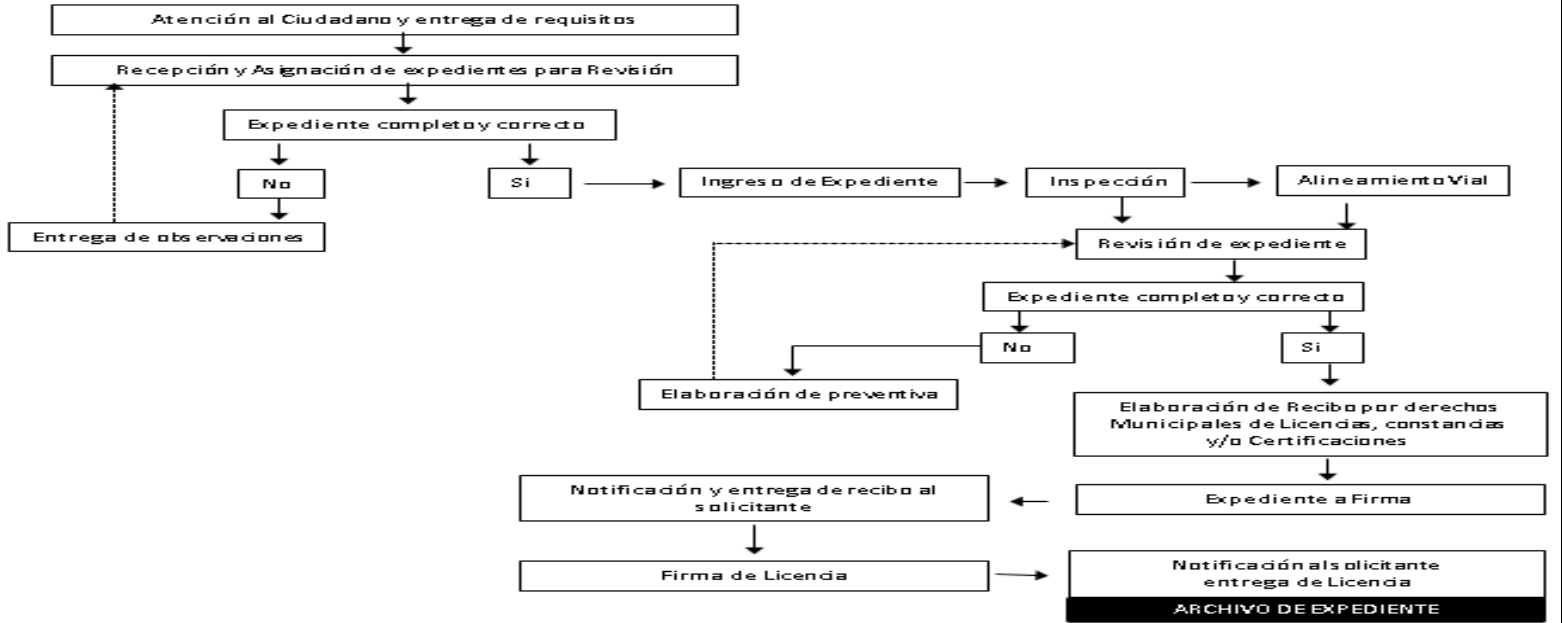 Atención al Ciudadano y entrega de requisitos
Recepción y Asignación de expedientes para Revisión
Expediente completo y correcto
No
Si
Ingreso de Expediente
Inspección
Alineamiento Vial
Entrega de observaciones
Revisión de expediente
Expediente completo y correcto
No
Si
Elaboración de preventiva
Elaboración de Recibo por derechos
Municipales de Licencias, constancias
y/o Certificaciones
Notificación y entrega de recibo al
solicitante
Expediente a Firma
Firma de Licencia
Notificación al solicitante
entrega de Licencia
ARCHIVO DE EXPEDIENTE